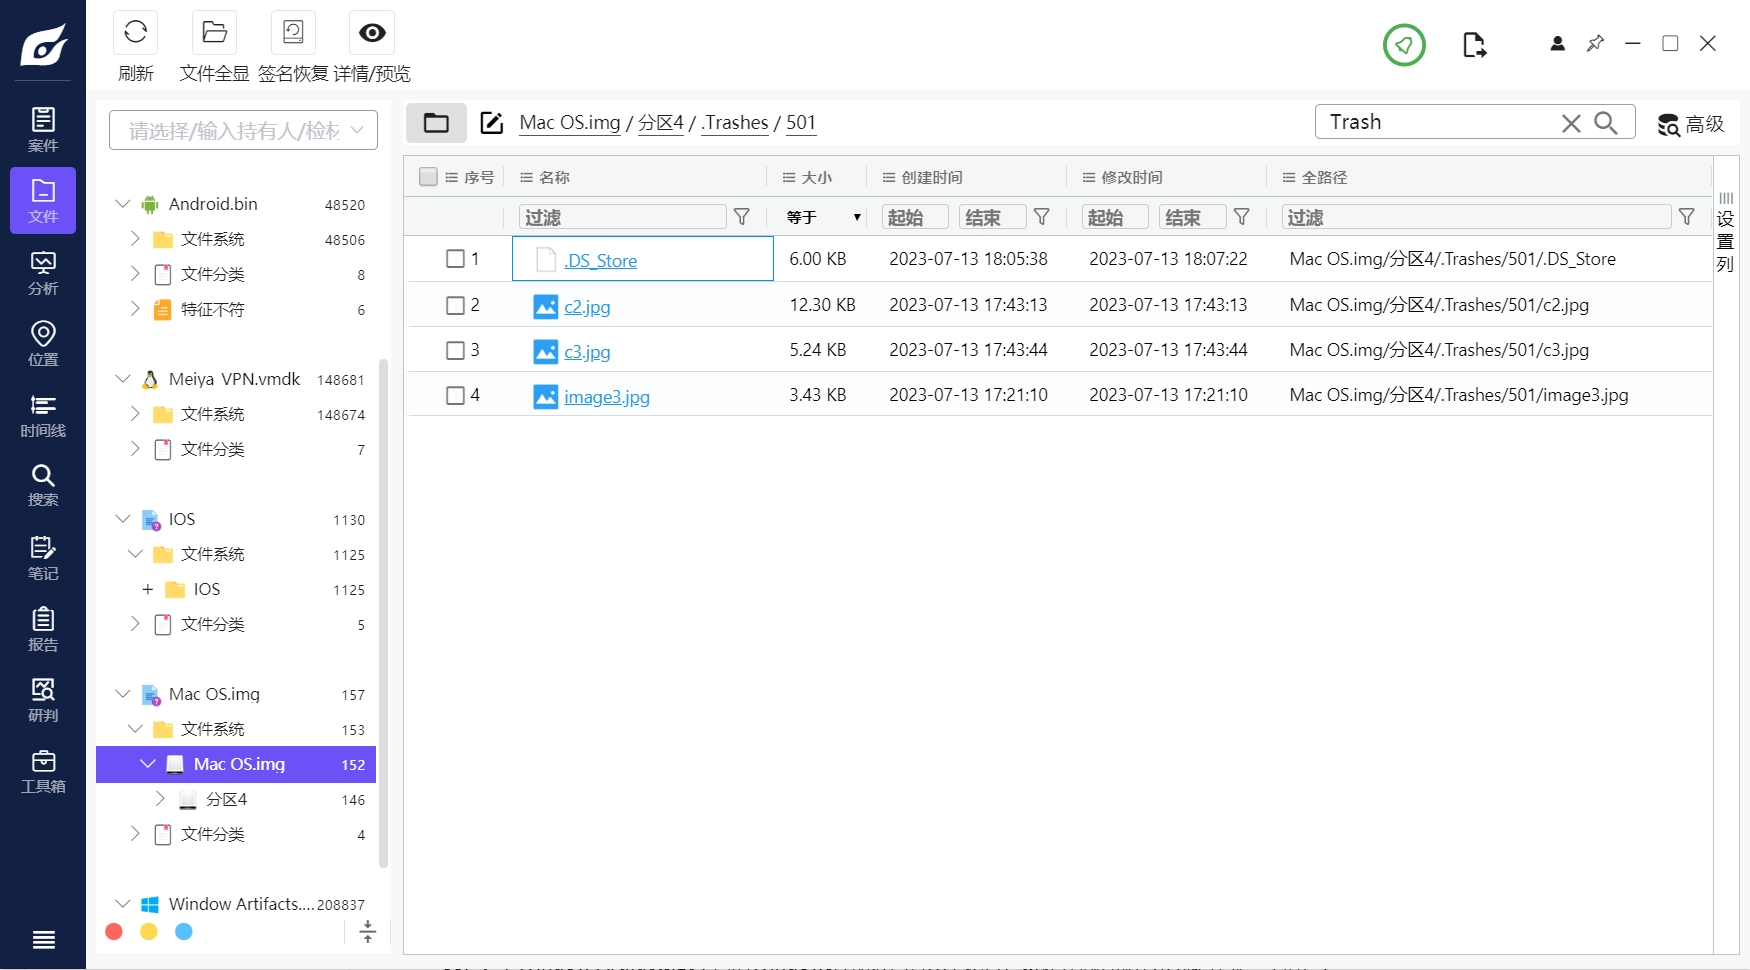 刷新
文件全显
签名恢复
详情/预览
案件
文件
分析
位置
时间线
搜索
笔记
报告
研判
工具箱
请选择/输入持有人/检材
Android.bin 48520
文件系统 48506
文件分类 8
特征不符 6
Meiya VPN.vmdk 148681
文件系统 148674
文件分类 7
IOS 1130
文件系统 1125
IOS 1125
文件分类 5
Mac OS.img 157
文件系统 153
Mac OS.img 152
分区4 146
文件分类 4
Window Artifacts.... 208837
Mac OS.img / 分区4 / .Trashes / 501
Trash
高级
序号 名称 大小 创建时间 修改时间 全路径
过滤 等于 起始 结束 起始 结束 过滤
1 .DS_Store 6.00 KB 2023-07-13 18:05:38 2023-07-13 18:07:22 Mac OS.img/分区4/.Trashes/501/.DS_Store
2 c2.jpg 12.30 KB 2023-07-13 17:43:13 2023-07-13 17:43:13 Mac OS.img/分区4/.Trashes/501/c2.jpg
3 c3.jpg 5.24 KB 2023-07-13 17:43:44 2023-07-13 17:43:44 Mac OS.img/分区4/.Trashes/501/c3.jpg
4 image3.jpg 3.43 KB 2023-07-13 17:21:10 2023-07-13 17:21:10 Mac OS.img/分区4/.Trashes/501/image3.jpg
设置列